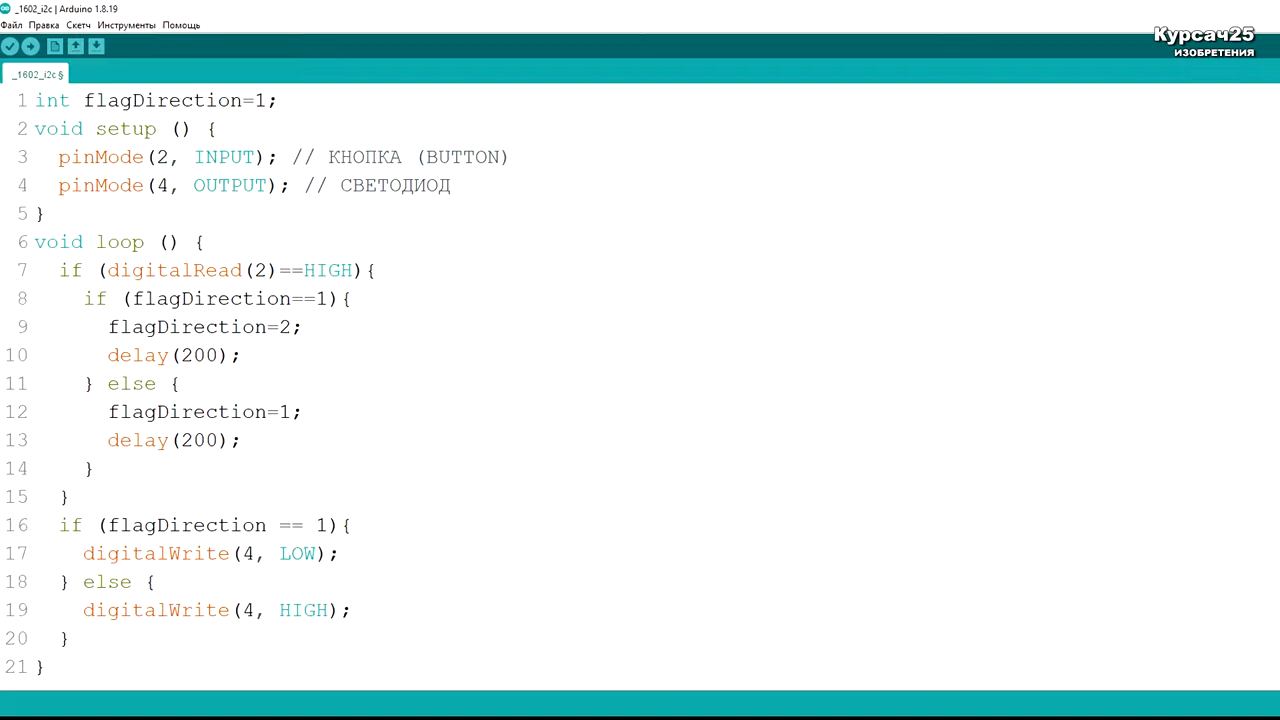 _1602_i2c | Arduino 1.8.19
Файл Правка Скетч Инструменты Помощь
Курсач25
ИЗОБРЕТЕНИЯ
_1602_i2c §
1 int flagDirection=1;
2 void setup () {
3 pinMode(2, INPUT); // КНОПКА (BUTTON)
4 pinMode(4, OUTPUT); // СВЕТОДИОД
5 }
6 void loop () {
7 if (digitalRead(2)==HIGH){
8 if (flagDirection==1){
9 flagDirection=2;
10 delay(200);
11 } else {
12 flagDirection=1;
13 delay(200);
14 }
15 }
16 if (flagDirection == 1){
17 digitalWrite(4, LOW);
18 } else {
19 digitalWrite(4, HIGH);
20 }
21 }